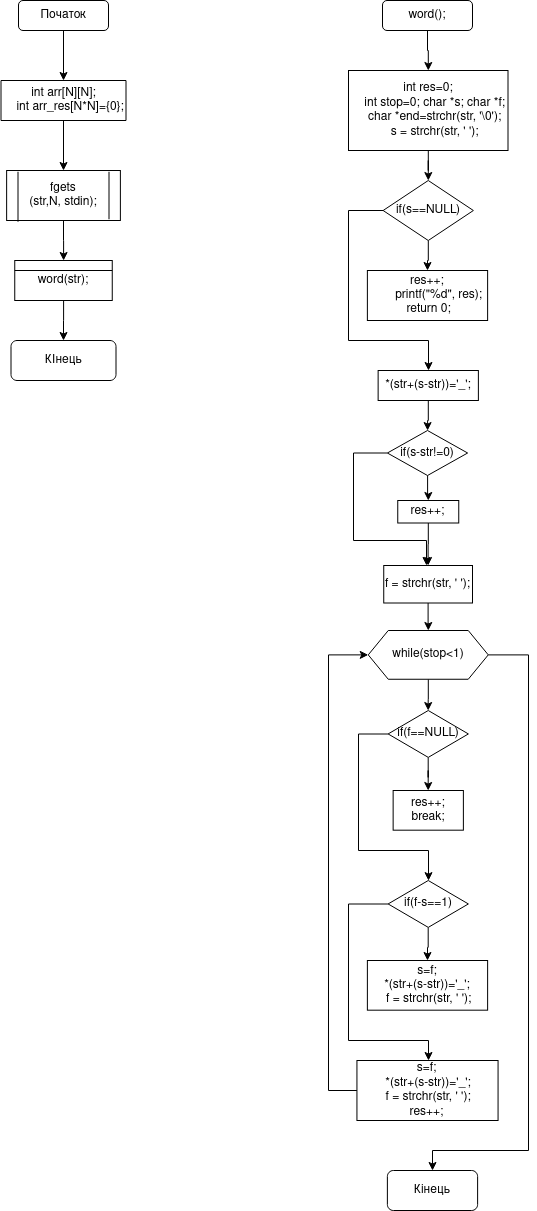 Початок
int arr[N][N];
int arr_res[N*N]={0};
fgets
(str,N, stdin);
word(str);
КІнець
word();
int res=0;
int stop=0; char *s; char *f;
char *end=strchr(str, '\0');
s = strchr(str, ' ');
if(s==NULL)
res++;
printf("%d", res);
return 0;
*(str+(s-str))='_';
if(s-str!=0)
res++;
f = strchr(str, ' ');
while(stop<1)
if(f==NULL)
res++;
break;
if(f-s==1)
s=f;
*(str+(s-str))='_';
f = strchr(str, ' ');
s=f;
*(str+(s-str))='_';
f = strchr(str, ' ');
res++;
Кінець